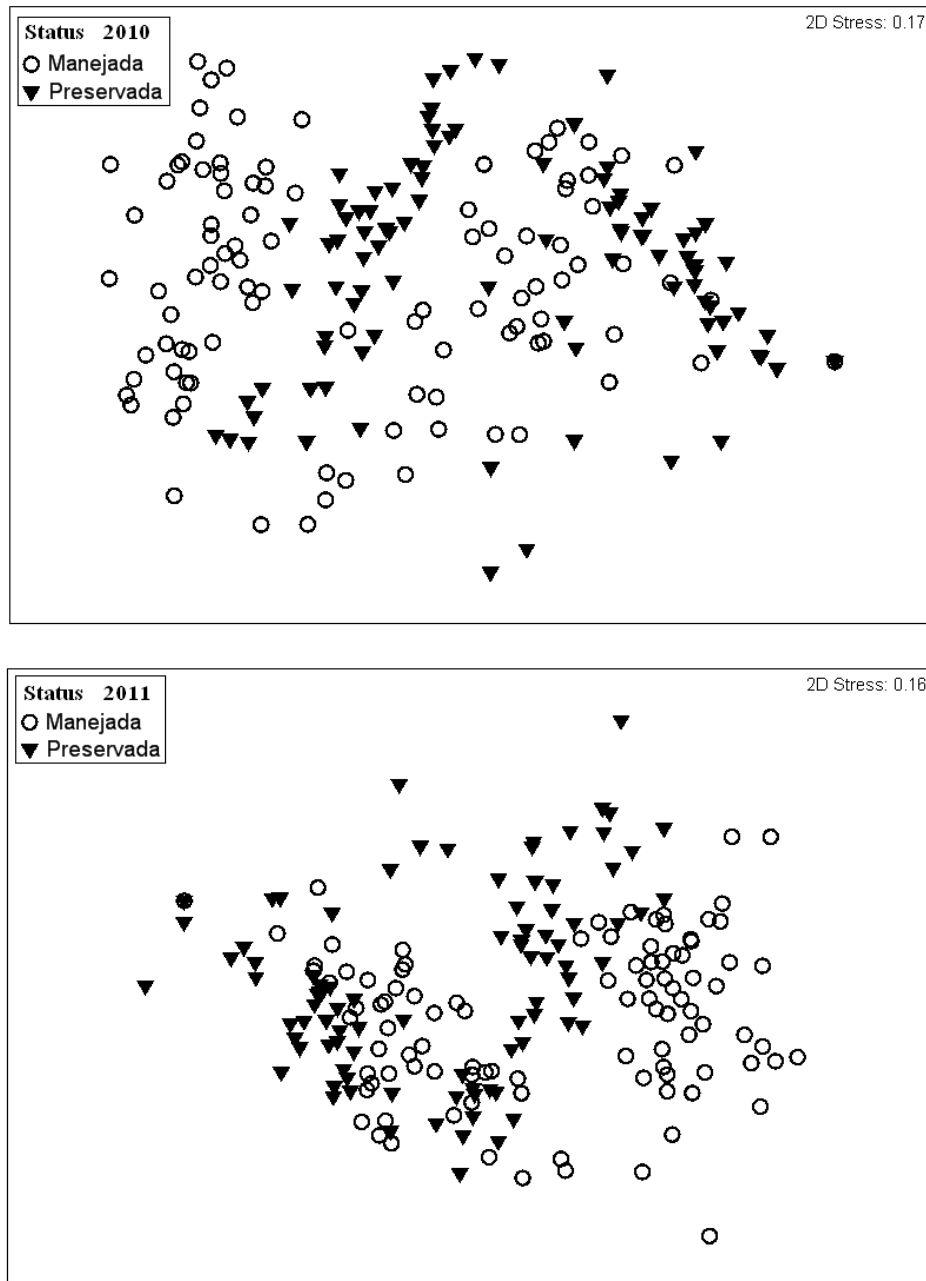 Status 2010
Manejada
Preservada
2D Stress: 0.17
Status 2011
Manejada
Preservada
2D Stress: 0.16